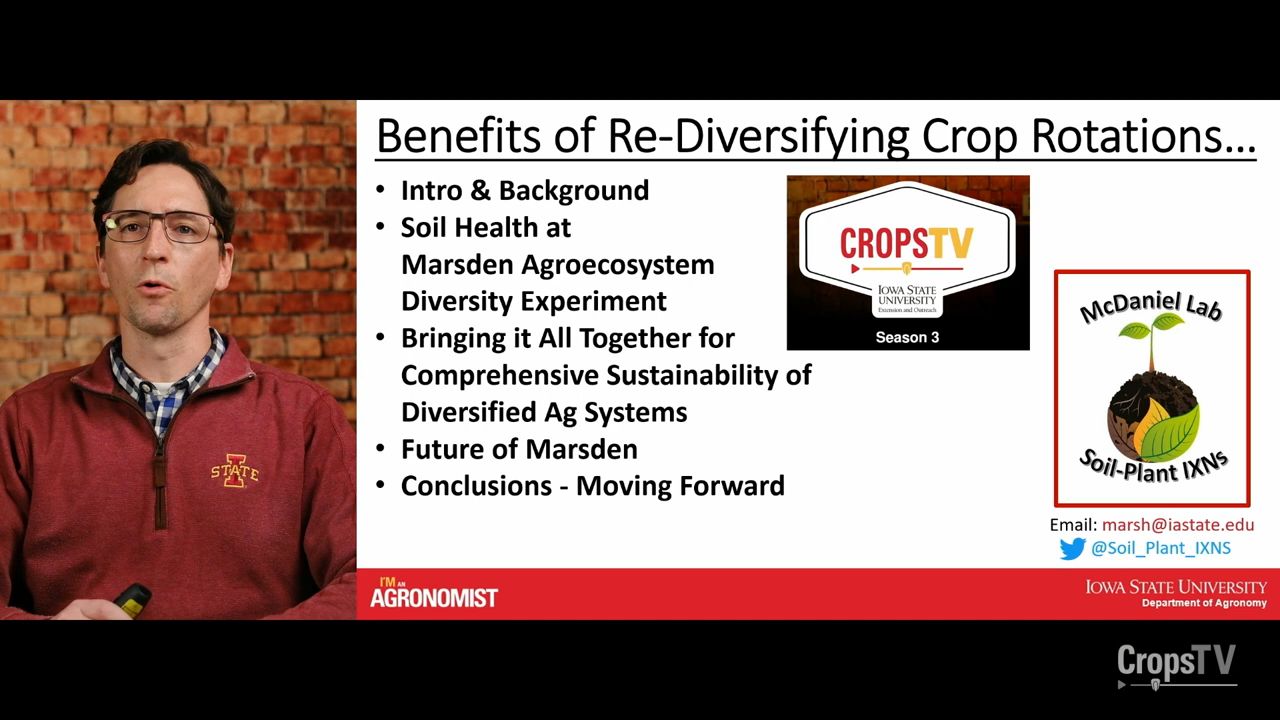 Benefits of Re-Diversifying Crop Rotations...
• Intro & Background
• Soil Health at
Marsden Agroecosystem
Diversity Experiment
• Bringing it All Together for
Comprehensive Sustainability of
Diversified Ag Systems
• Future of Marsden
• Conclusions - Moving Forward
CROPSTV
IOWA STATE
UNIVERSITY
Extension and Outreach
Season 3
McDaniel Lab
Soil-Plant IXNs
Email: marsh@iastate.edu
@Soil_Plant_IXNS
I STATE
I'M AN
AGRONOMIST
IOWA STATE UNIVERSITY
Department of Agronomy
CropsTV